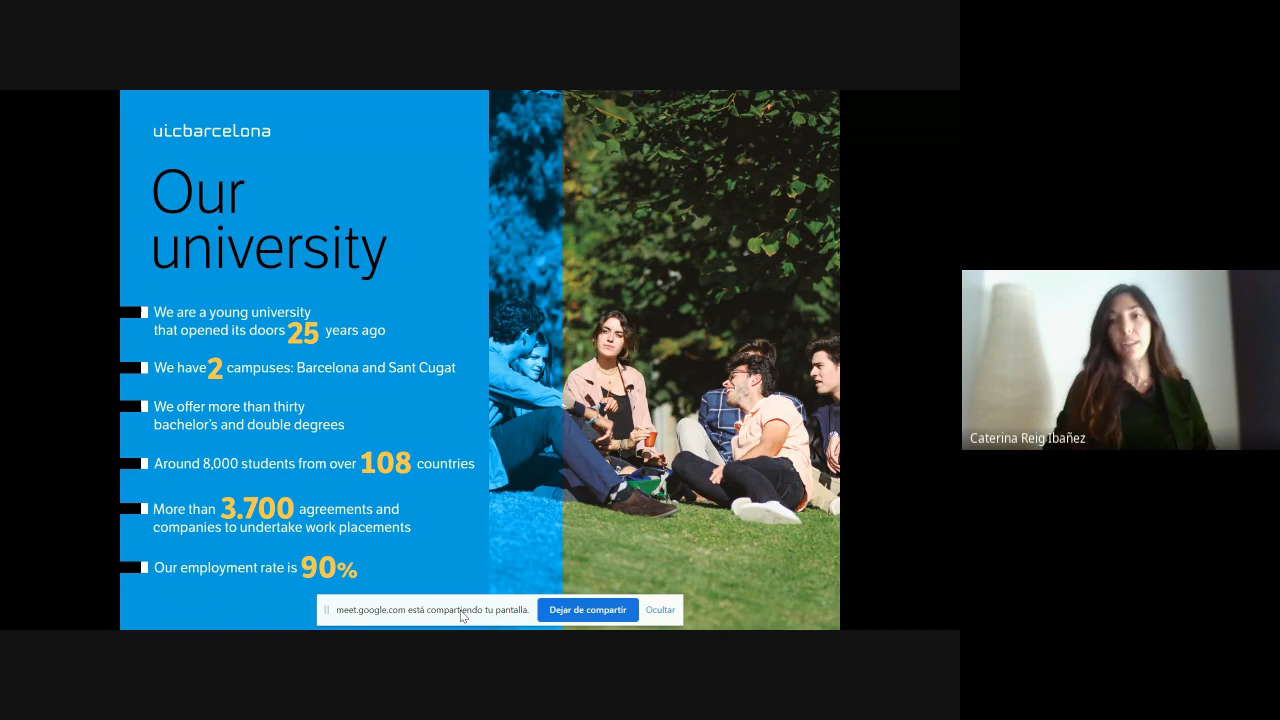 uicbarcelona
Our
university
We are a young university
that opened its doors 25 years ago
We have 2 campuses: Barcelona and Sant Cugat
We offer more than thirty
bachelor's and double degrees
Around 8,000 students from over 108 countries
More than 3.700 agreements and
companies to undertake work placements
Our employment rate is 90%
meet.google.com está compartiendo tu pantalla. Dejar de compartir Ocultar
Caterina Reig Ibañez